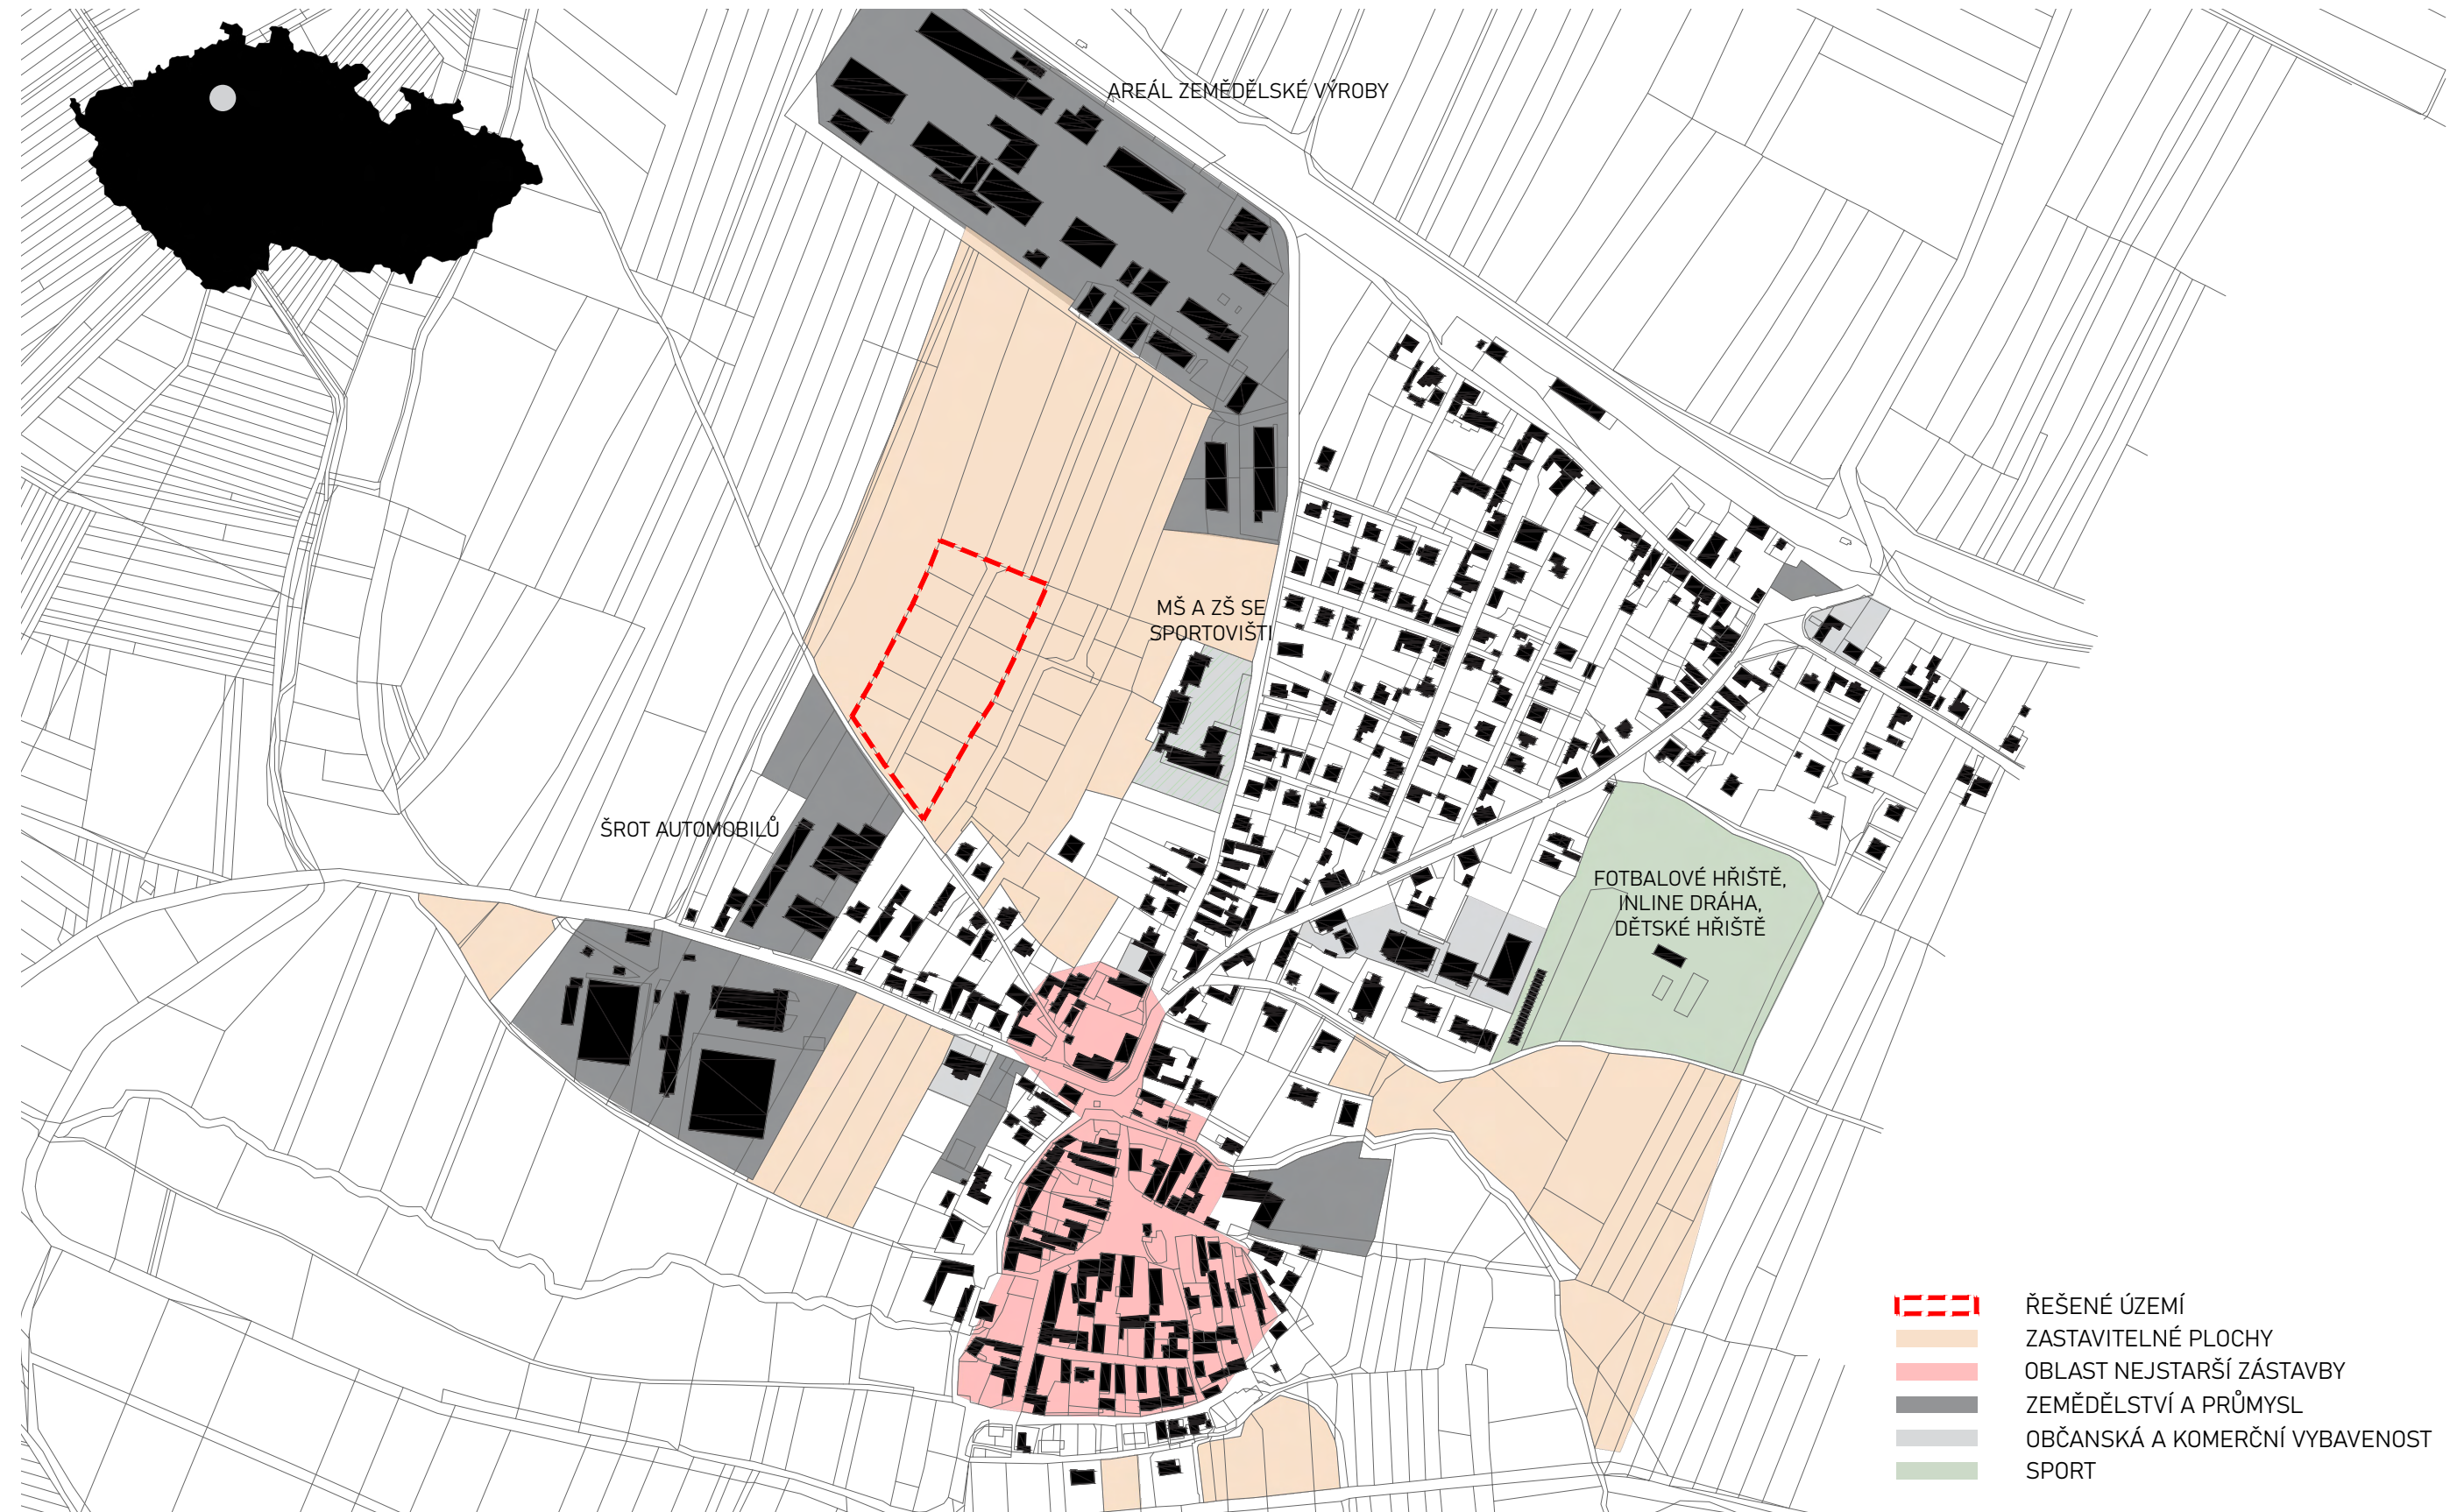 AREÁL ZEMĚDĚLSKÉ VÝROBY
MŠ A ZŠ SE
SPORTOVIŠTI
ŠROT AUTOMOBILŮ
FOTBALOVÉ HŘIŠTĚ,
INLINE DRÁHA,
DĚTSKÉ HŘIŠTĚ
ŘEŠENÉ ÚZEMÍ
ZASTAVITELNÉ PLOCHY
OBLAST NEJSTARŠÍ ZÁSTAVBY
ZEMĚDĚLSTVÍ A PRŮMYSL
OBČANSKÁ A KOMERČNÍ VYBAVENOST
SPORT